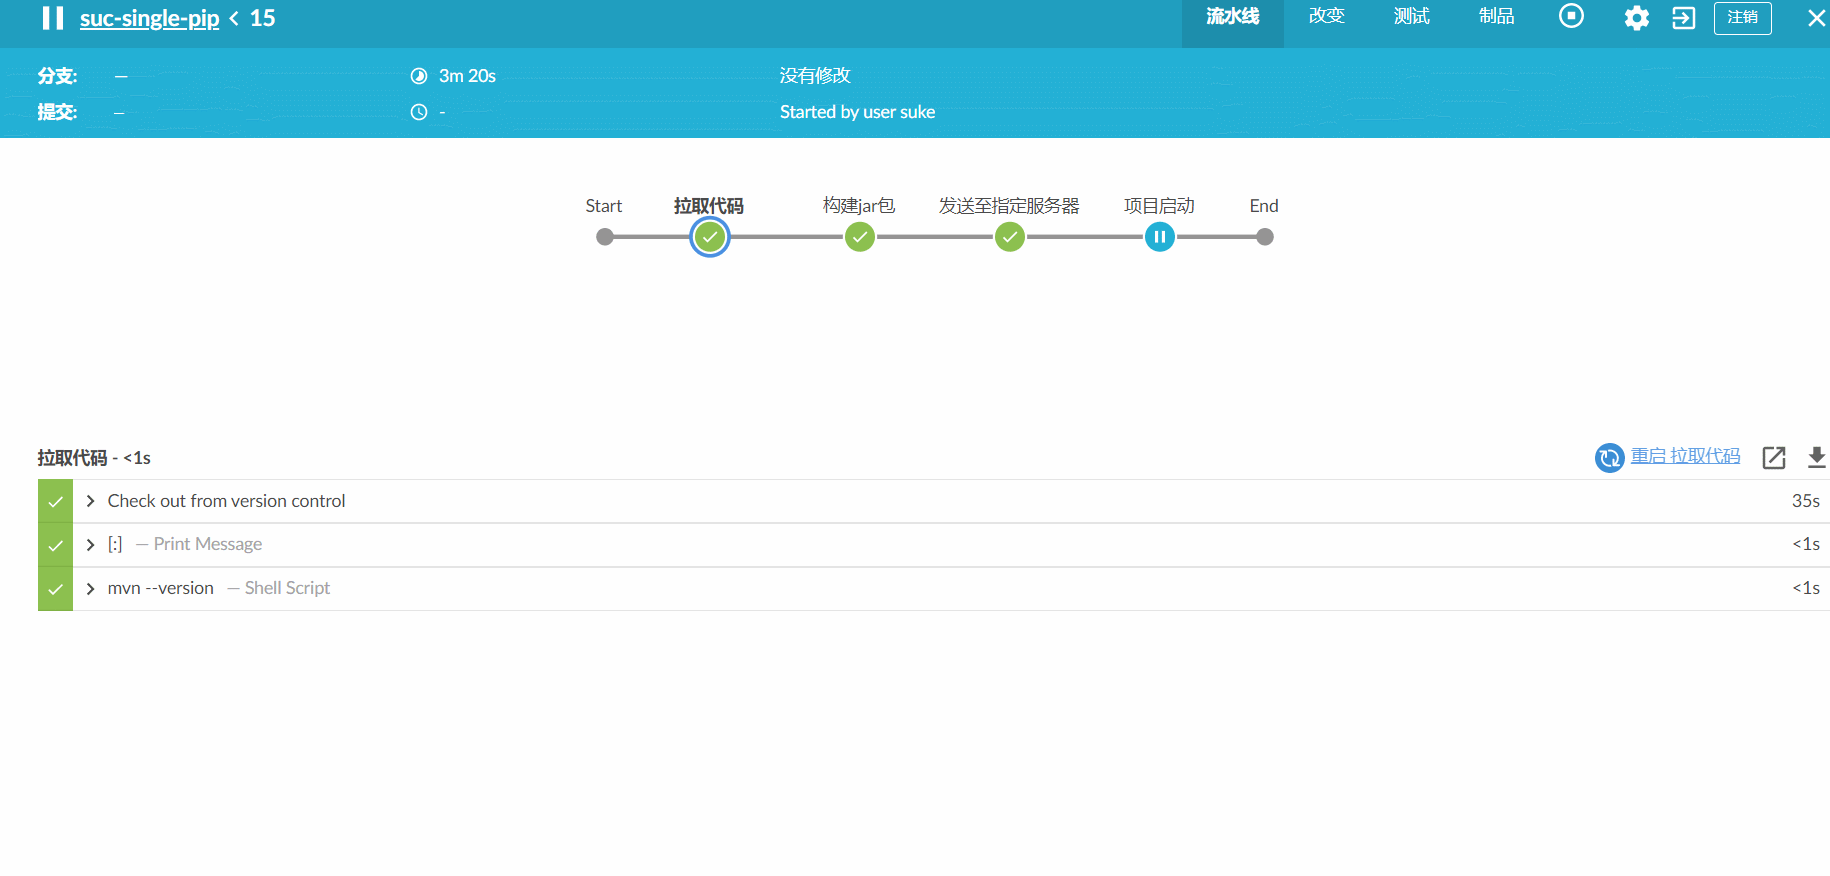 suc-single-pip < 15
流水线
改变
测试
制品
注销
分支: —
3m 20s
没有修改
提交: —
-
Started by user suke
Start
拉取代码
构建jar包
发送至指定服务器
项目启动
End
拉取代码 - <1s
重启 拉取代码
Check out from version control
35s
[:] — Print Message
<1s
mvn --version — Shell Script
<1s